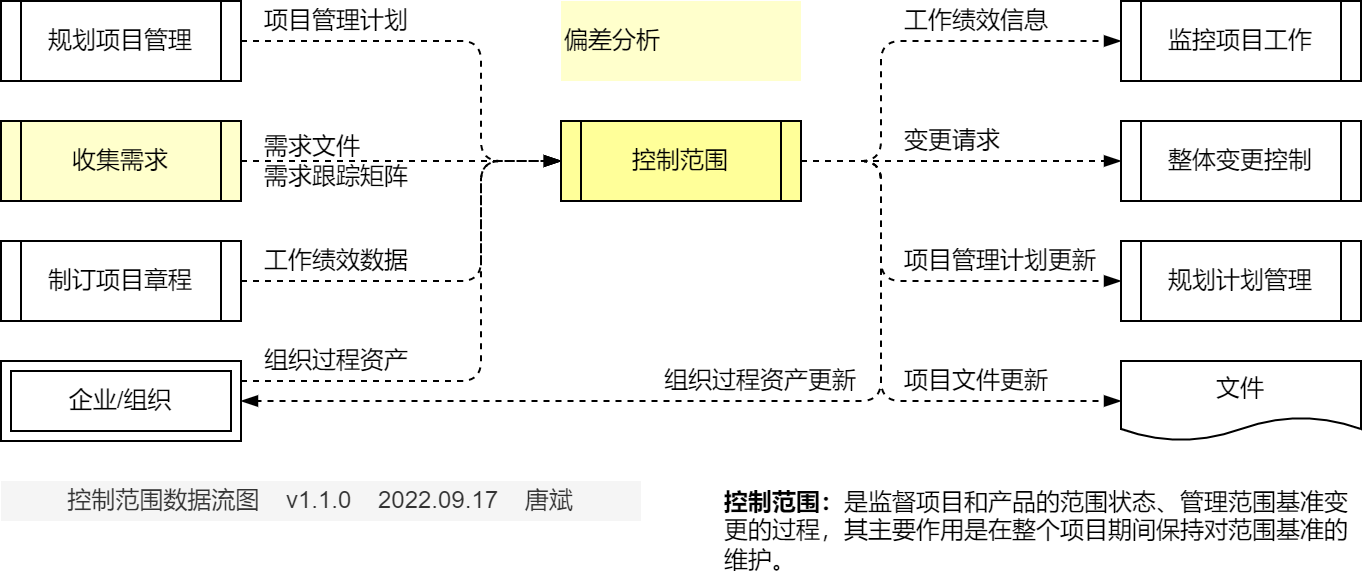 规划项目管理
项目管理计划
偏差分析
工作绩效信息
监控项目工作
收集需求
需求文件
需求跟踪矩阵
控制范围
变更请求
整体变更控制
制订项目章程
工作绩效数据
项目管理计划更新
规划计划管理
企业/组织
组织过程资产
组织过程资产更新
项目文件更新
文件
控制范围数据流图 v1.1.0 2022.09.17 唐斌
控制范围：是监督项目和产品的范围状态、管理范围基准变
更的过程，其主要作用是在整个项目期间保持对范围基准的
维护。